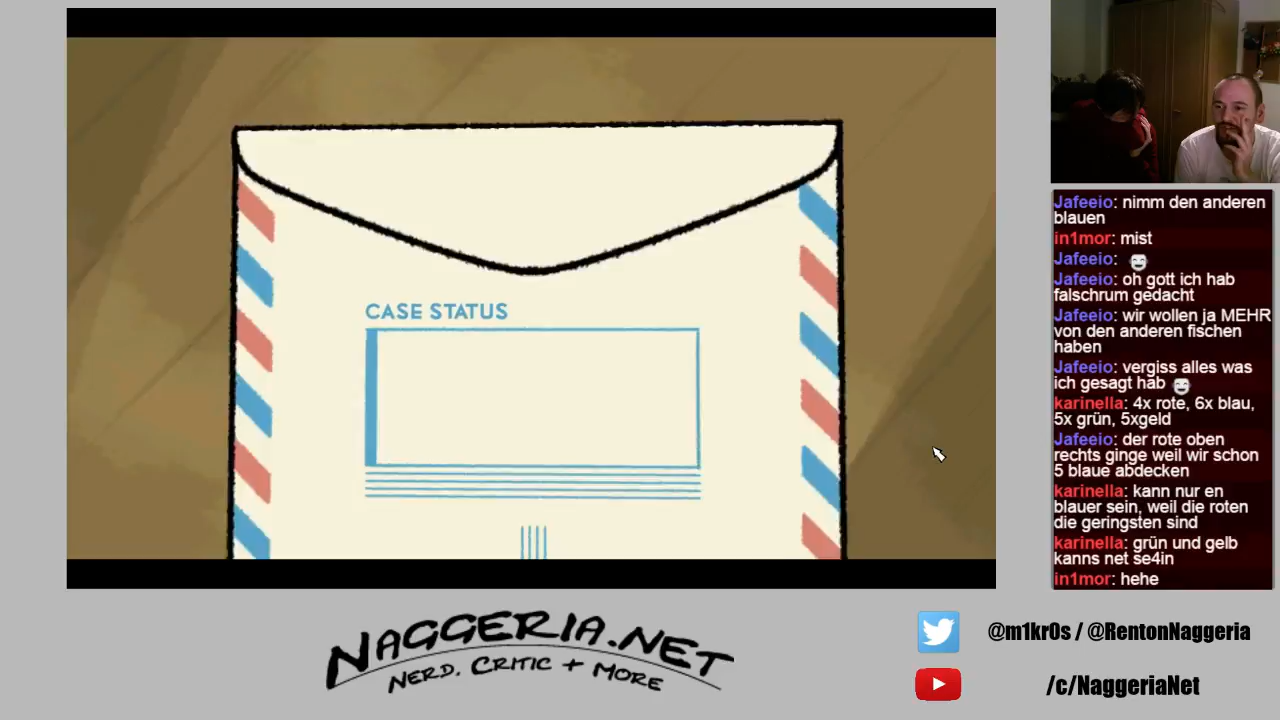 CASE STATUS
Jafeeio: nimm den anderen
blauen
in1mor: mist
Jafeeio:
Jafeeio: oh gott ich hab
falschrum gedacht
Jafeeio: wir wollen ja MEHR
von den anderen fischen
haben
Jafeeio: vergiss alles was
ich gesagt hab
karinella: 4x rote, 6x blau,
5x grün, 5xgeld
Jafeeio: der rote oben
rechts ginge weil wir schon
5 blaue abdecken
karinella: kann nur en
blauer sein, weil die roten
die geringsten sind
karinella: grün und gelb
kanns net se4in
in1mor: hehe
NAGGERIA.NET
NERD, CRITIC + MORE
@m1kr0s / @RentonNaggeria
/c/NaggeriaNet